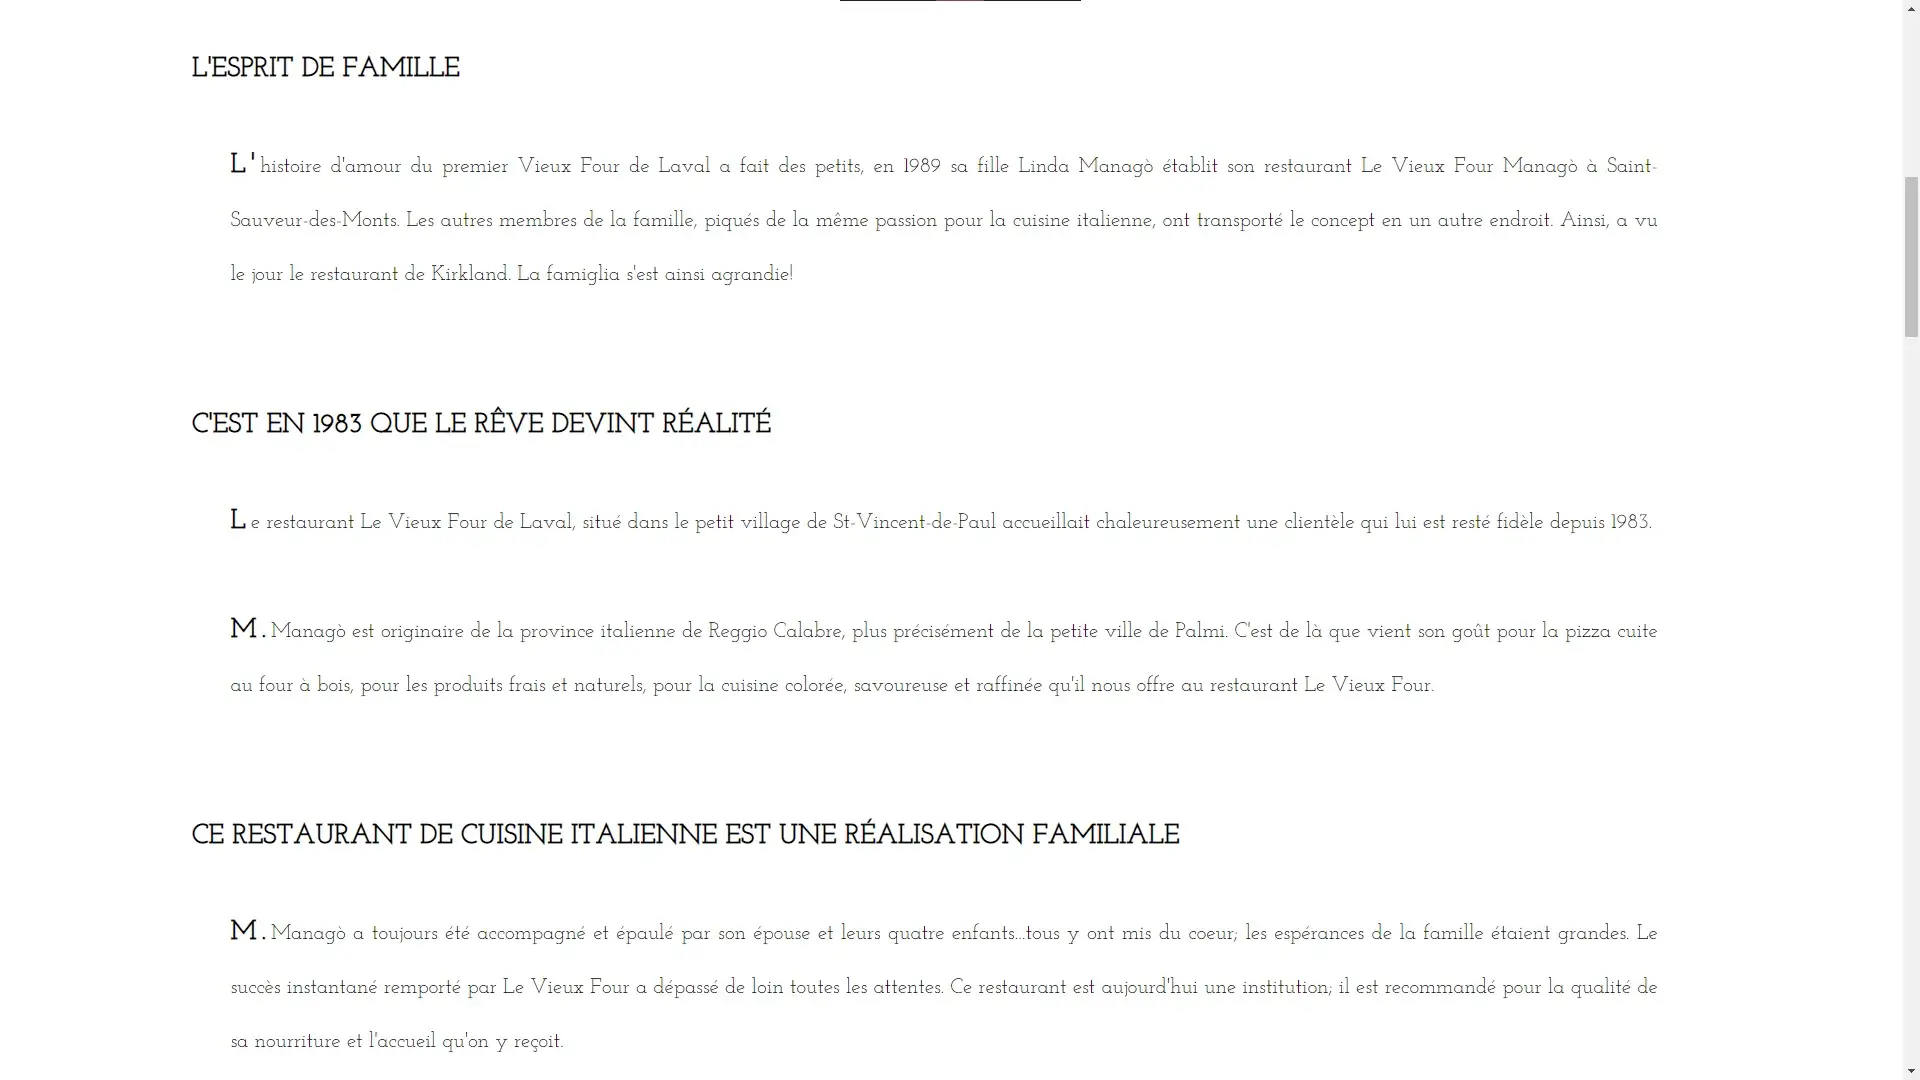 L'ESPRIT DE FAMILLE
L'histoire d'amour du premier Vieux Four de Laval a fait des petits, en 1989 sa fille Linda Managò établit son restaurant Le Vieux Four Managò à Saint-
Sauveur-des-Monts. Les autres membres de la famille, piqués de la même passion pour la cuisine italienne, ont transporté le concept en un autre endroit. Ainsi, a vu
le jour le restaurant de Kirkland. La famiglia s'est ainsi agrandie!
C'EST EN 1983 QUE LE RÊVE DEVINT RÉALITÉ
Le restaurant Le Vieux Four de Laval, situé dans le petit village de St-Vincent-de-Paul accueillait chaleureusement une clientèle qui lui est resté fidèle depuis 1983.
M. Managò est originaire de la province italienne de Reggio Calabre, plus précisément de la petite ville de Palmi. C'est de là que vient son goût pour la pizza cuite
au four à bois, pour les produits frais et naturels, pour la cuisine colorée, savoureuse et raffinée qu'il nous offre au restaurant Le Vieux Four.
CE RESTAURANT DE CUISINE ITALIENNE EST UNE RÉALISATION FAMILIALE
M. Managò a toujours été accompagné et épaulé par son épouse et leurs quatre enfants...tous y ont mis du coeur; les espérances de la famille étaient grandes. Le
succès instantané remporté par Le Vieux Four a dépassé de loin toutes les attentes. Ce restaurant est aujourd'hui une institution; il est recommandé pour la qualité de
sa nourriture et l'accueil qu'on y reçoit.